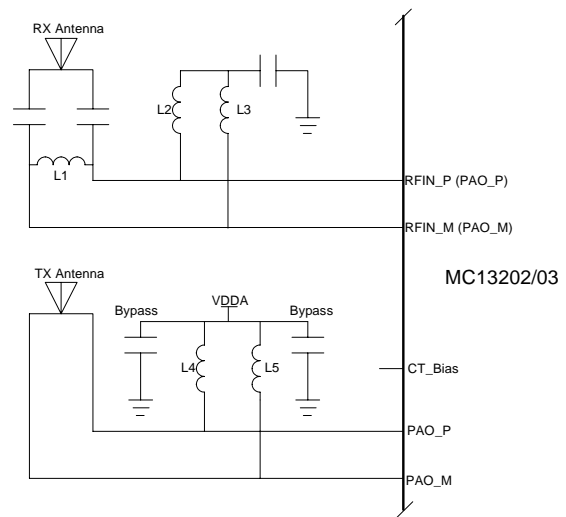 RX Antenna
L2
L3
L1
RFIN_P (PAO_P)
RFIN_M (PAO_M)
MC13202/03
TX Antenna
Bypass
VDDA
Bypass
L4
L5
CT_Bias
PAO_P
PAO_M